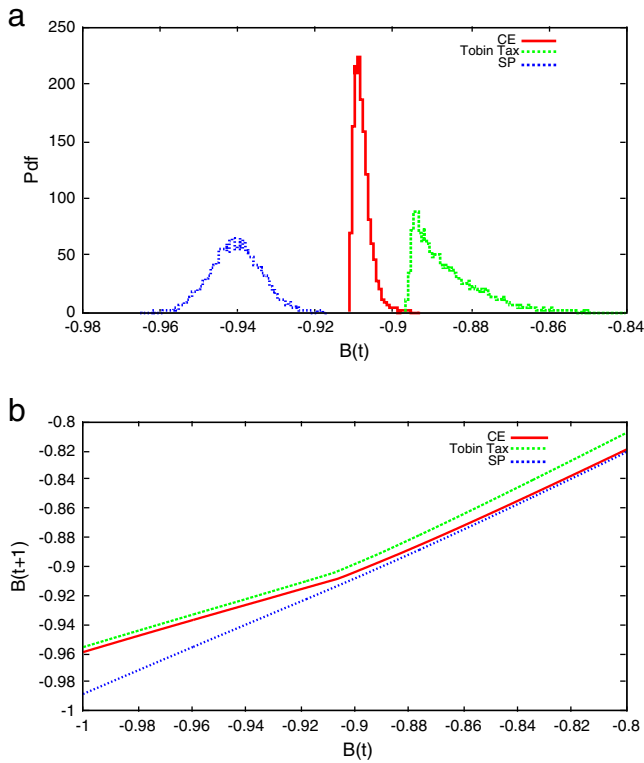 a
250
200
150
100
50
0
Pdf
CE
Tobin Tax
SP
-0.98 -0.96 -0.94 -0.92 -0.9 -0.88 -0.86 -0.84
B(t)
b
-0.8
-0.82
-0.84
-0.86
-0.88
-0.9
-0.92
-0.94
-0.96
-0.98
-1
B(t+1)
CE
Tobin Tax
SP
-1 -0.98 -0.96 -0.94 -0.92 -0.9 -0.88 -0.86 -0.84 -0.82 -0.8
B(t)